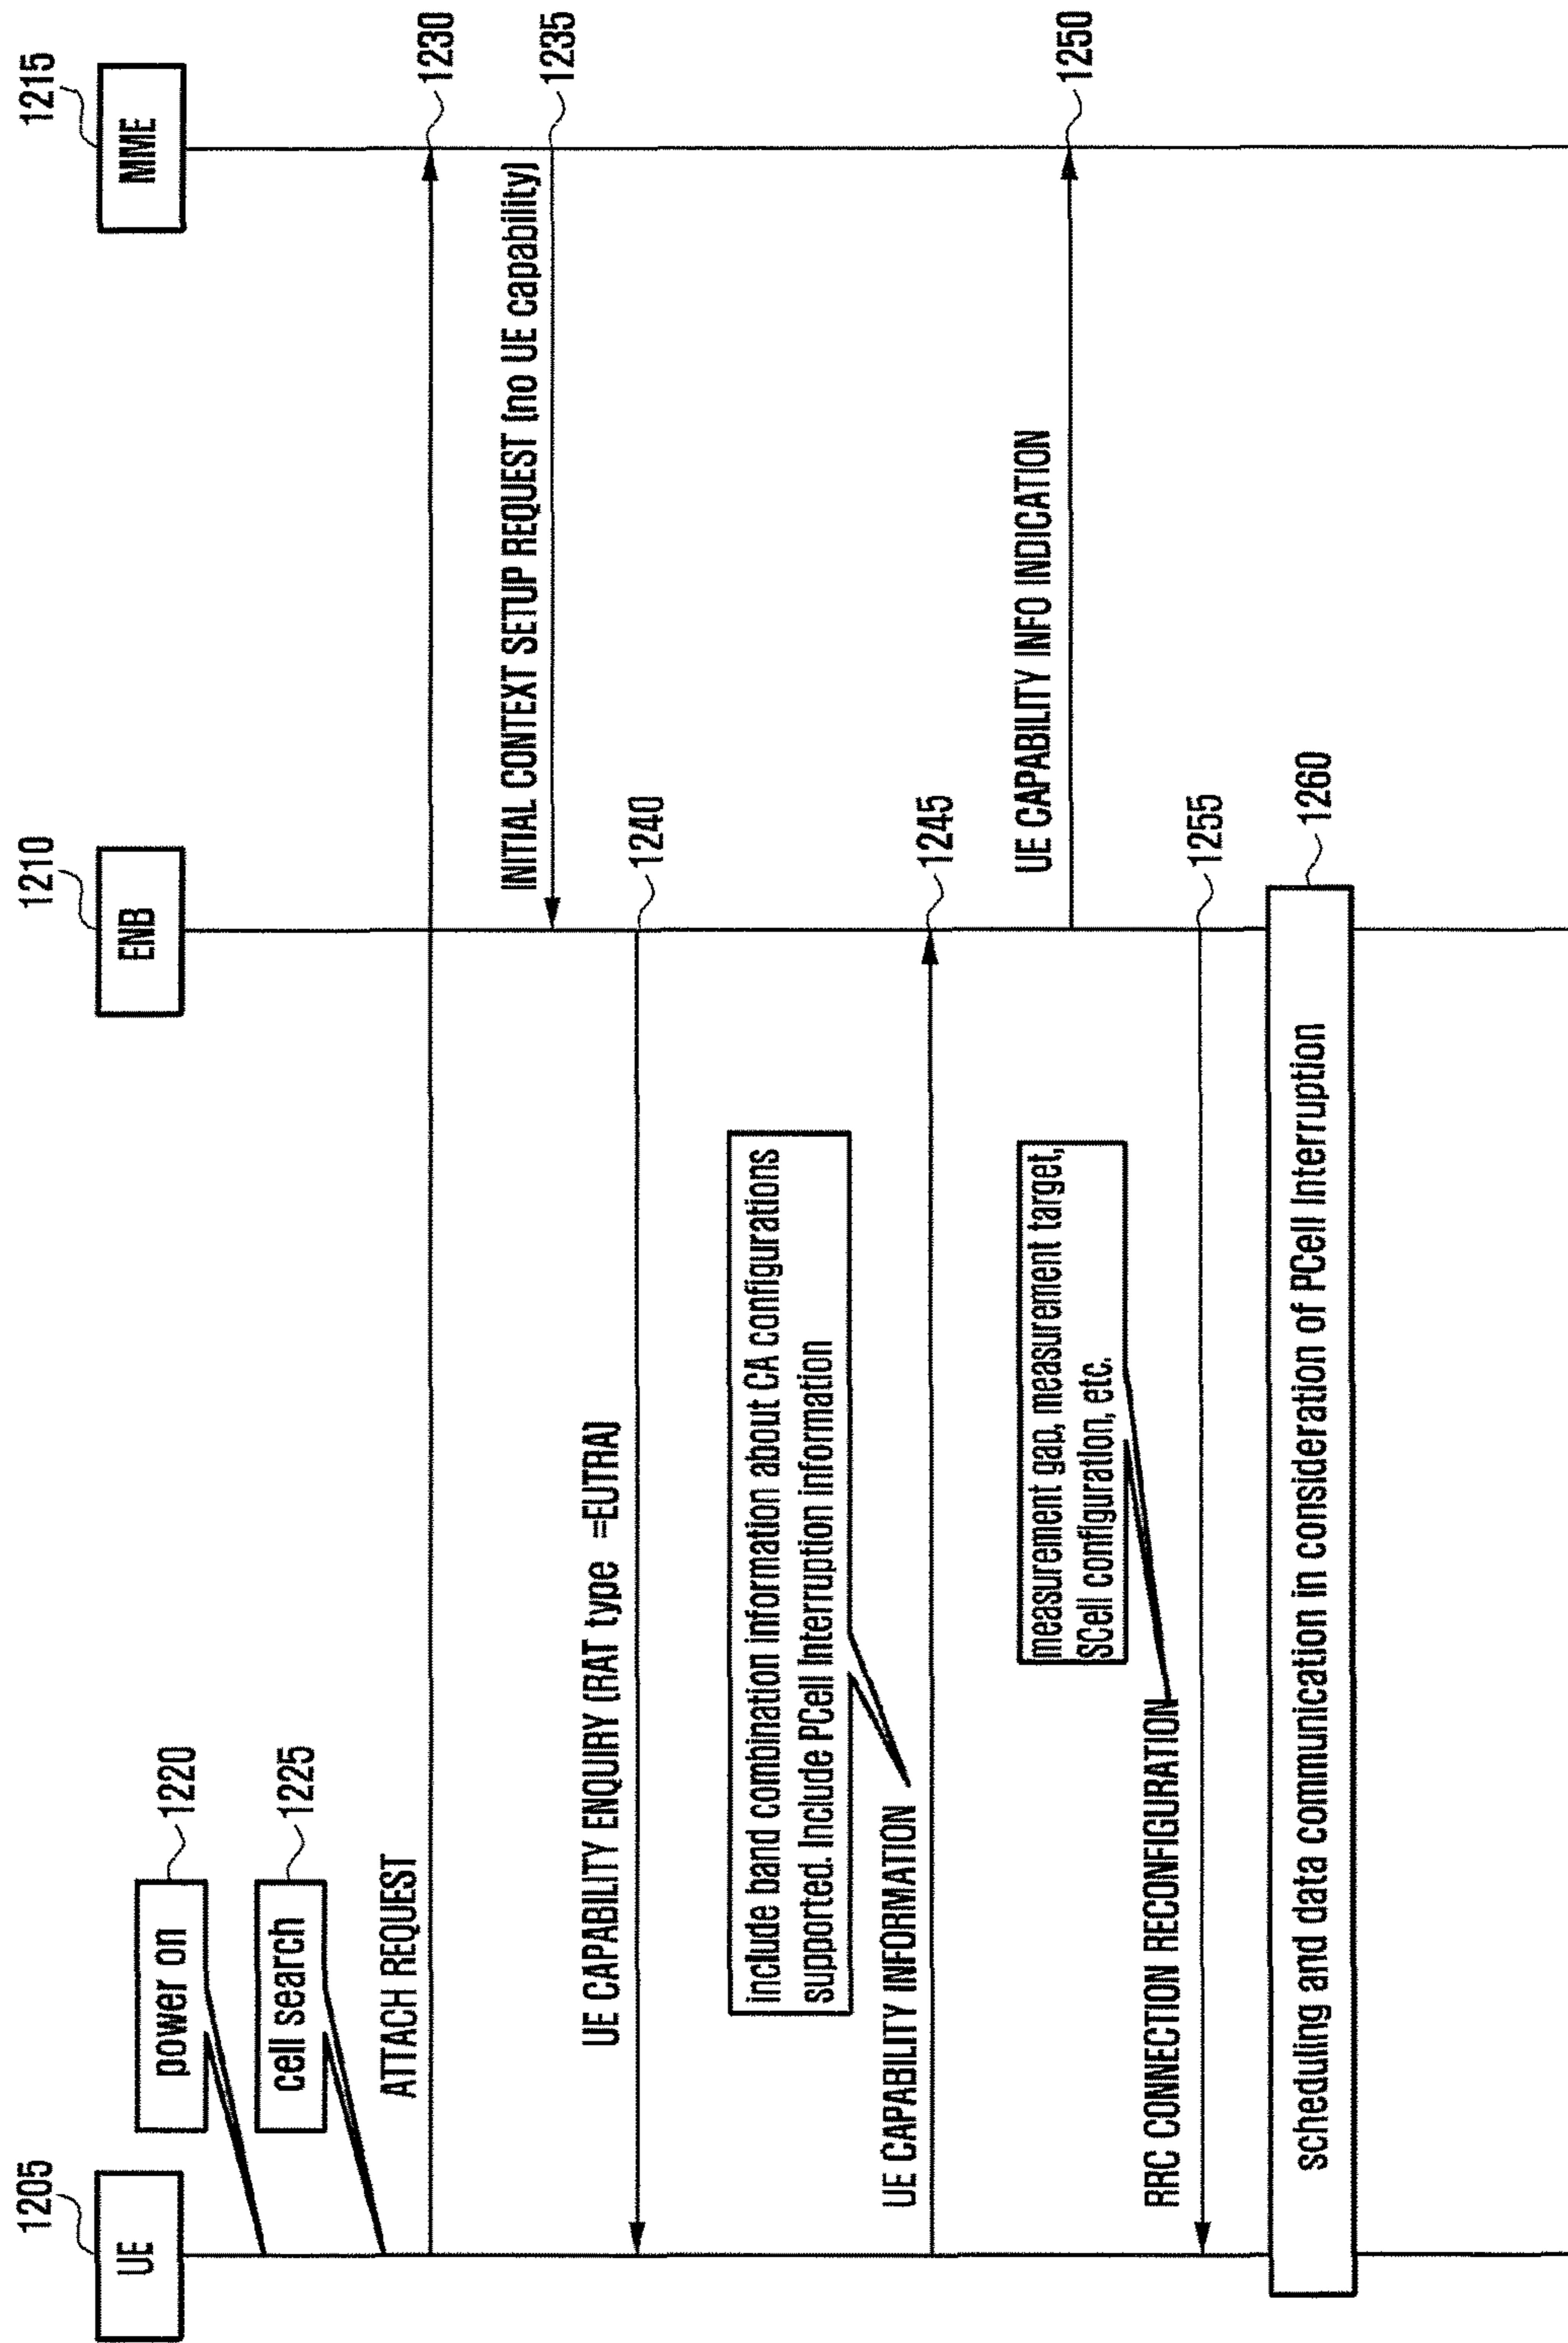 1205
UE
1210
ENB
1215
MME
power on
1220
cell search
1225
ATTACH REQUEST
1230
INITIAL CONTEXT SETUP REQUEST (no UE capability)
1235
UE CAPABILITY ENQUIRY (RAT type =EUTRA)
1240
include band combination information about CA configurations
supported. Include PCell Interruption information
UE CAPABILITY INFORMATION
1245
UE CAPABILITY INFO INDICATION
1250
measurement gap, measurement target,
SCell configuration, etc.
RRC CONNECTION RECONFIGURATION
1255
scheduling and data communication in consideration of PCell Interruption
1260